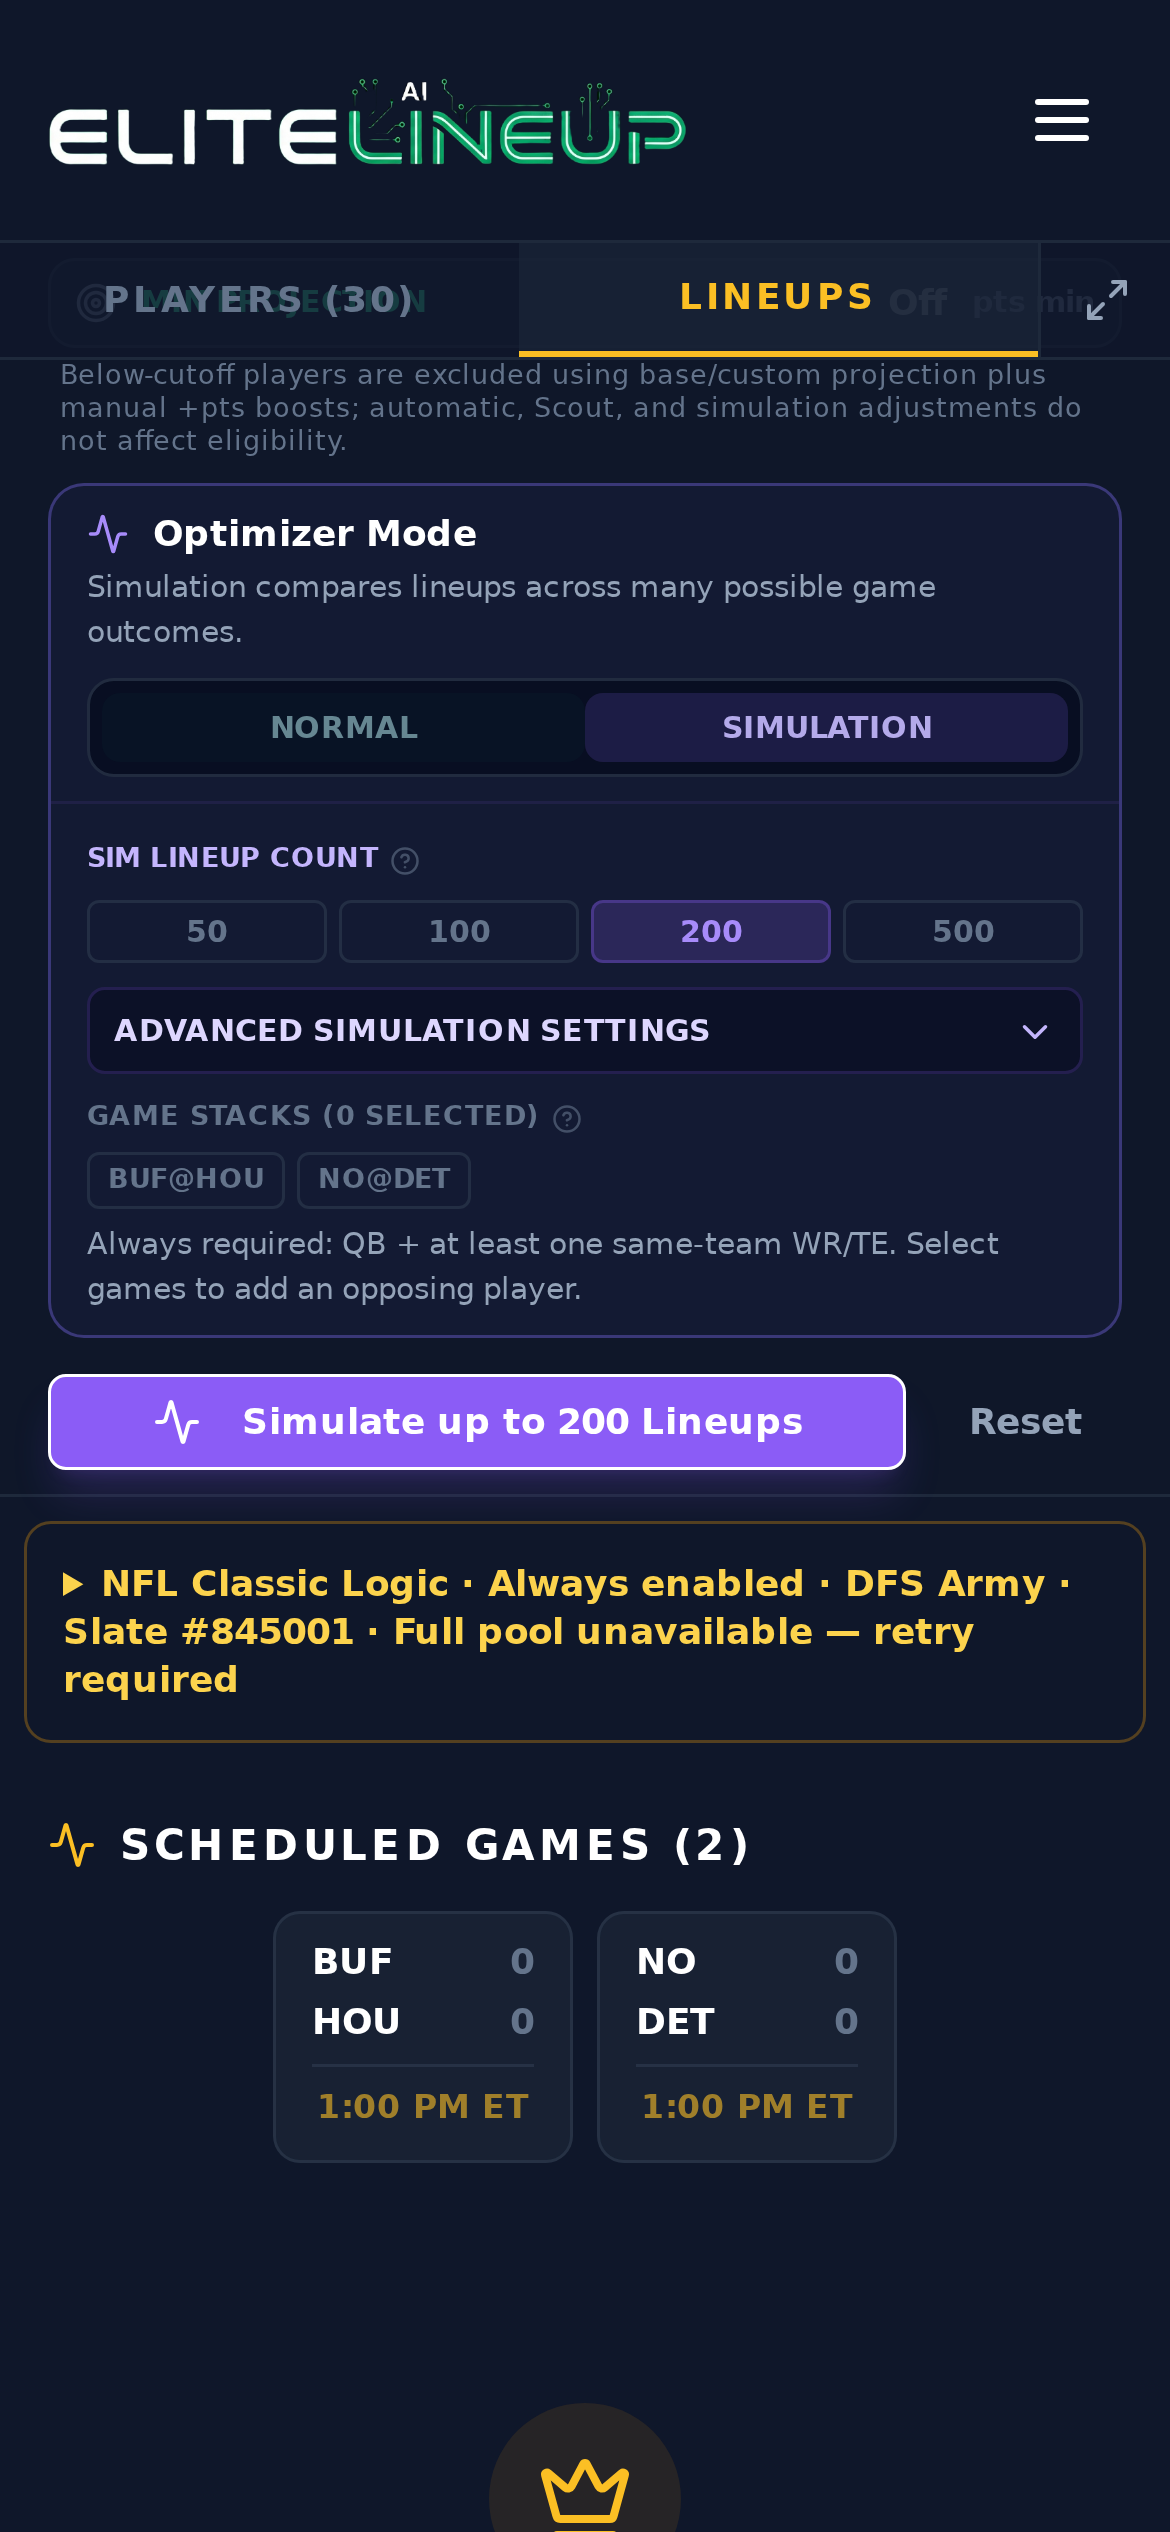 AI
ELITELINEUP
PLAYERS (30)
MIN PROJECTION
LINEUPS
Off pts min
Below-cutoff players are excluded using base/custom projection plus
manual +pts boosts; automatic, Scout, and simulation adjustments do
not affect eligibility.
Optimizer Mode
Simulation compares lineups across many possible game
outcomes.
NORMAL
SIMULATION
SIM LINEUP COUNT ?
50
100
200
500
ADVANCED SIMULATION SETTINGS
GAME STACKS (0 SELECTED) ?
BUF@HOU
NO@DET
Always required: QB + at least one same-team WR/TE. Select
games to add an opposing player.
Simulate up to 200 Lineups
Reset
▶ NFL Classic Logic · Always enabled · DFS Army ·
Slate #845001 · Full pool unavailable — retry
required
SCHEDULED GAMES (2)
BUF 0
HOU 0
1:00 PM ET
NO 0
DET 0
1:00 PM ET